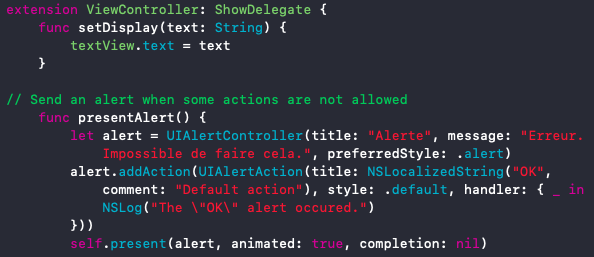 extension ViewController: ShowDelegate {
func setDisplay(text: String) {
textView.text = text
}
// Send an alert when some actions are not allowed
func presentAlert() {
let alert = UIAlertController(title: "Alerte", message: "Erreur.
Impossible de faire cela.", preferredStyle: .alert)
alert.addAction(UIAlertAction(title: NSLocalizedString("OK",
comment: "Default action"), style: .default, handler: { _ in
NSLog("The \"OK\" alert occured.")
}))
self.present(alert, animated: true, completion: nil)